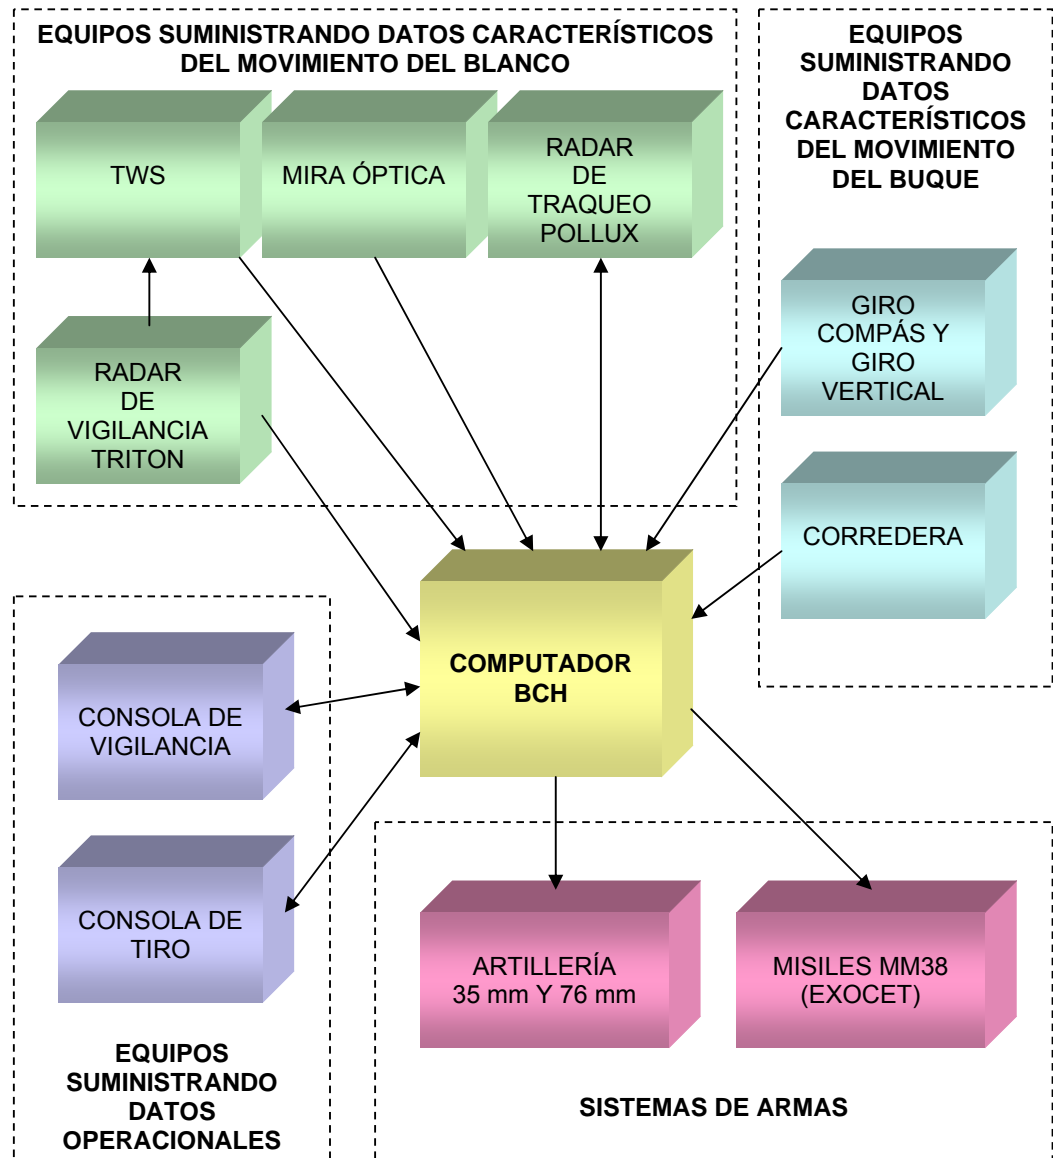 EQUIPOS SUMINISTRANDO DATOS CARACTERÍSTICOS
DEL MOVIMIENTO DEL BLANCO
TWS
MIRA ÓPTICA
RADAR
DE
TRAQUEO
POLLUX
RADAR
DE
VIGILANCIA
TRITON
EQUIPOS
SUMINISTRANDO
DATOS
CARACTERÍSTICOS
DEL MOVIMIENTO
DEL BUQUE
GIRO
COMPÁS Y
GIRO
VERTICAL
CORREDERA
COMPUTADOR
BCH
CONSOLA DE
VIGILANCIA
CONSOLA DE
TIRO
EQUIPOS
SUMINISTRANDO
DATOS
OPERACIONALES
ARTILLERÍA
35 mm Y 76 mm
MISILES MM38
(EXOCET)
SISTEMAS DE ARMAS